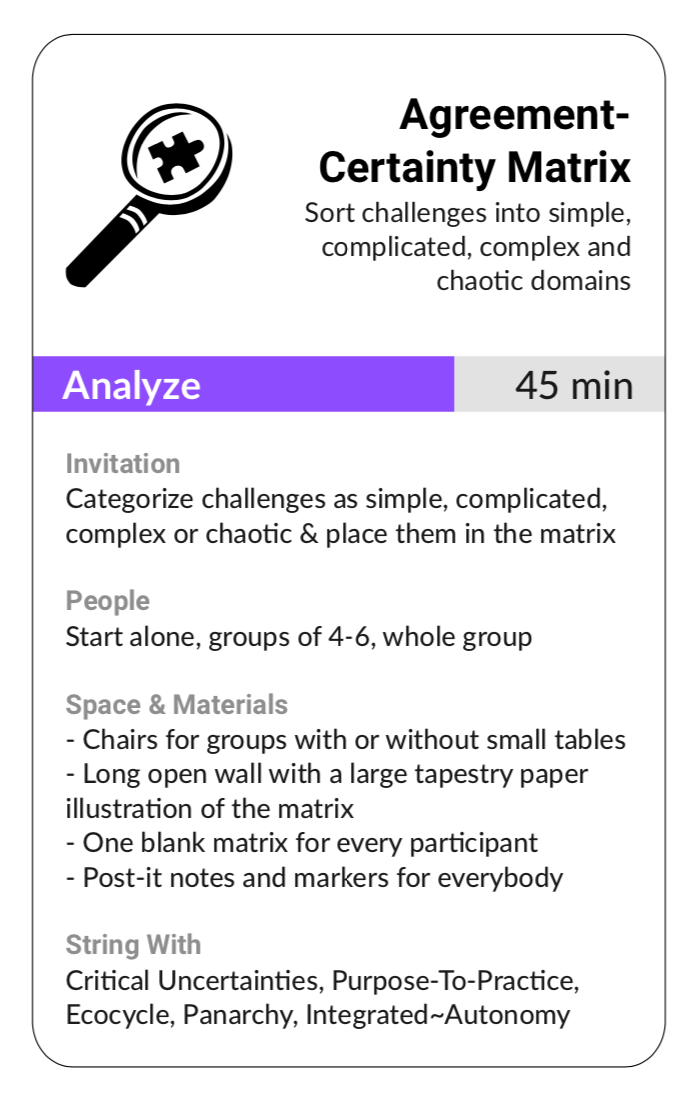 Agreement-
Certainty Matrix
Sort challenges into simple,
complicated, complex and
chaotic domains
Analyze
45 min
Invitation
Categorize challenges as simple, complicated,
complex or chaotic & place them in the matrix
People
Start alone, groups of 4-6, whole group
Space & Materials
- Chairs for groups with or without small tables
- Long open wall with a large tapestry paper
illustration of the matrix
- One blank matrix for every participant
- Post-it notes and markers for everybody
String With
Critical Uncertainties, Purpose-To-Practice,
Ecocycle, Panarchy, Integrated~Autonomy